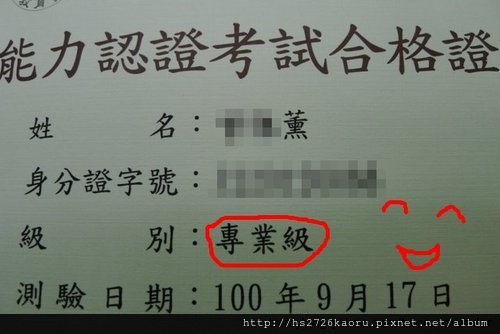 能力認證考試合格證
姓 名：薰
身分證字號：
級 別：專業級
測驗日期：100年9月17日
http://hs2726kaoru.pixnet.net/album